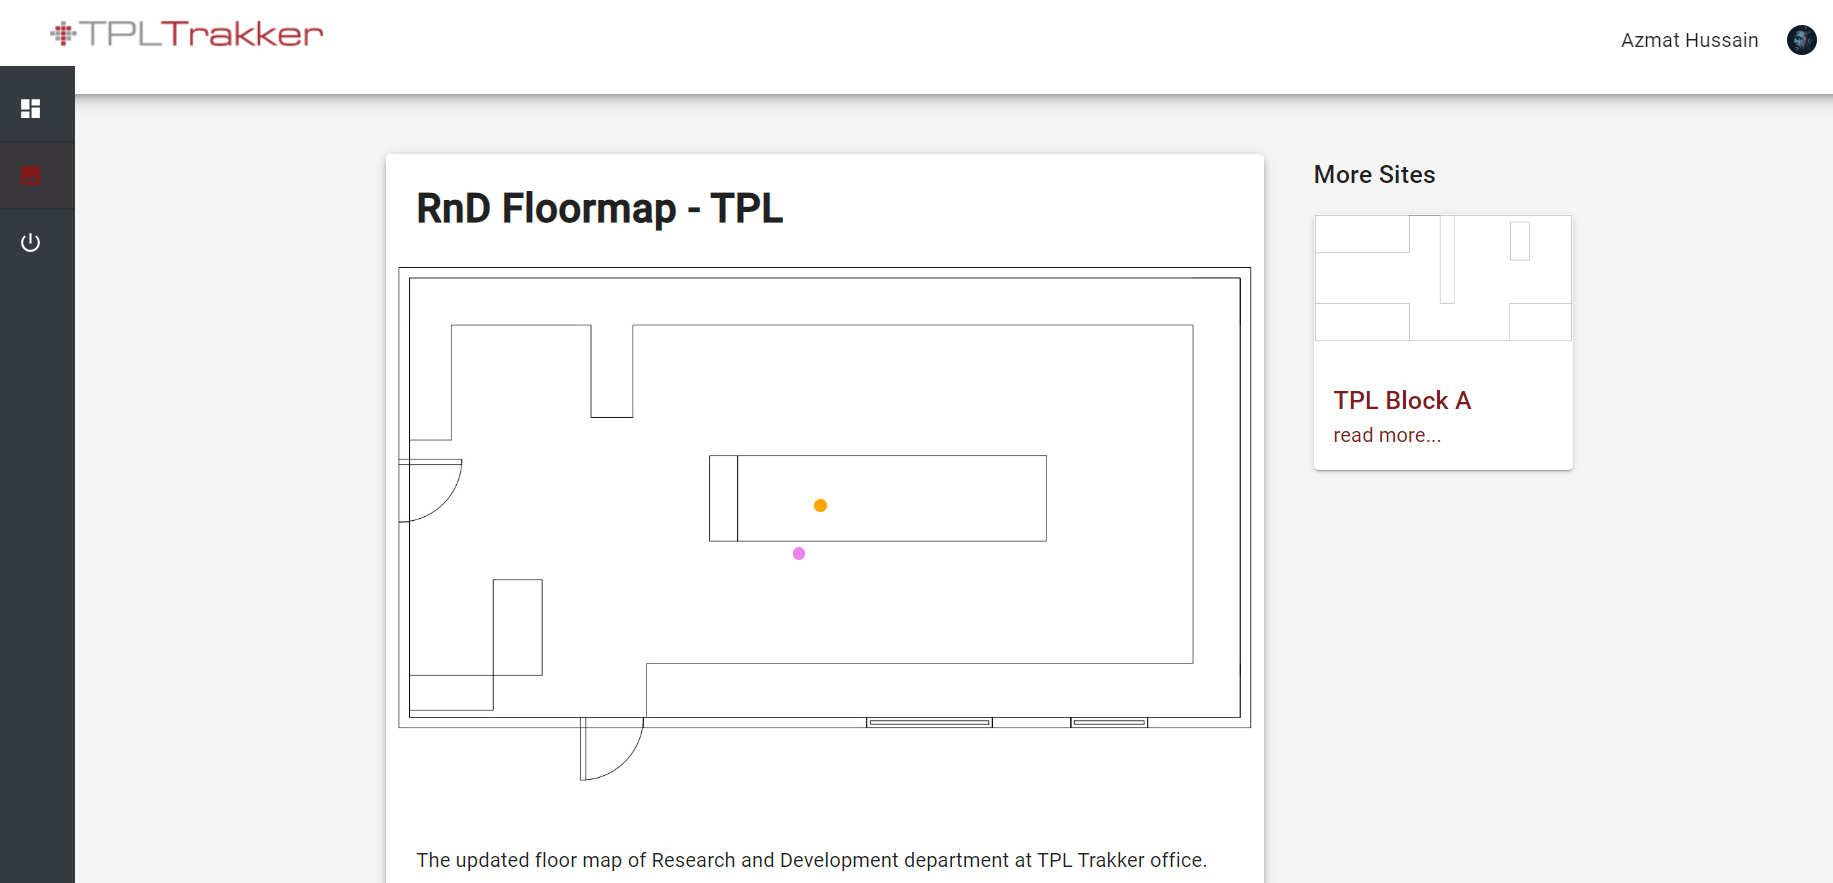 TPLTrakker
Azmat Hussain
RnD Floormap - TPL
The updated floor map of Research and Development department at TPL Trakker office.
More Sites
TPL Block A
read more...